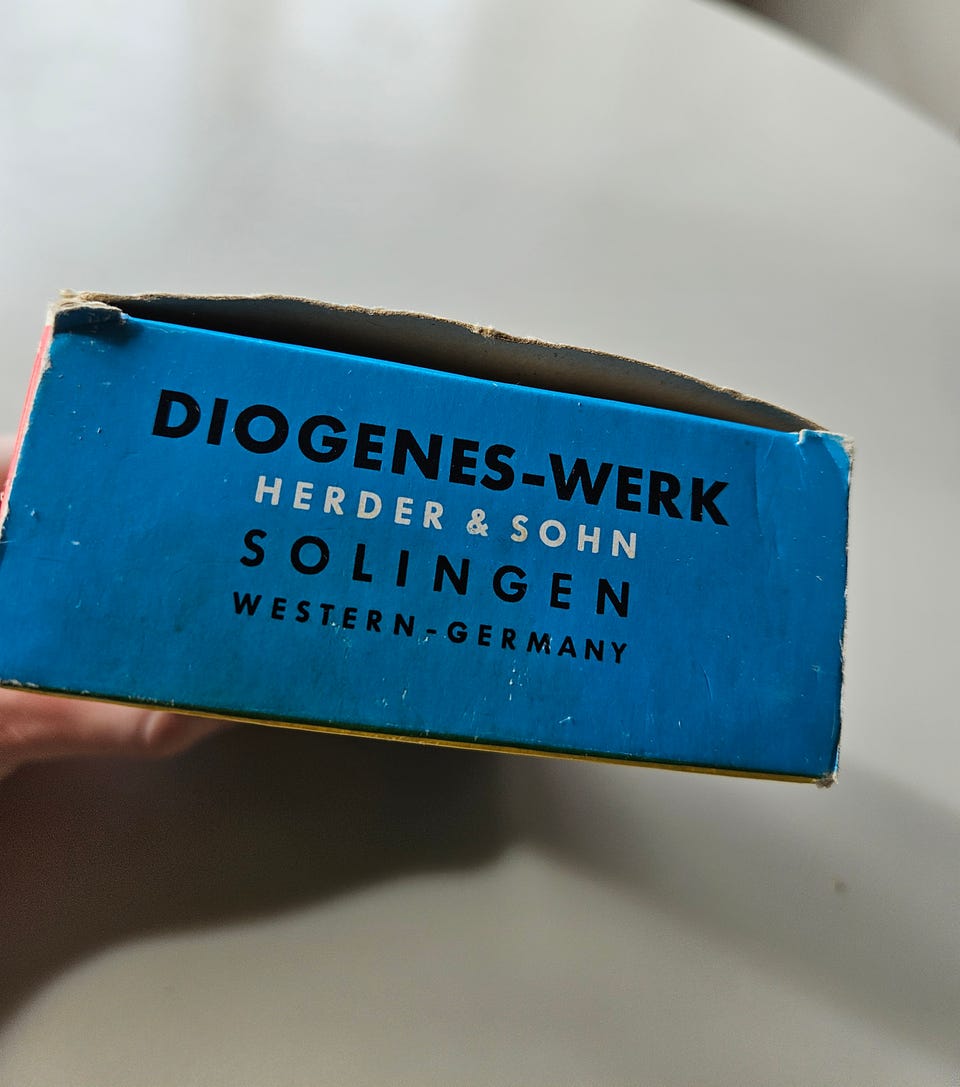 DIOGENES-WERK
HERDER & SOHN
SOLINGEN
WESTERN-GERMANY